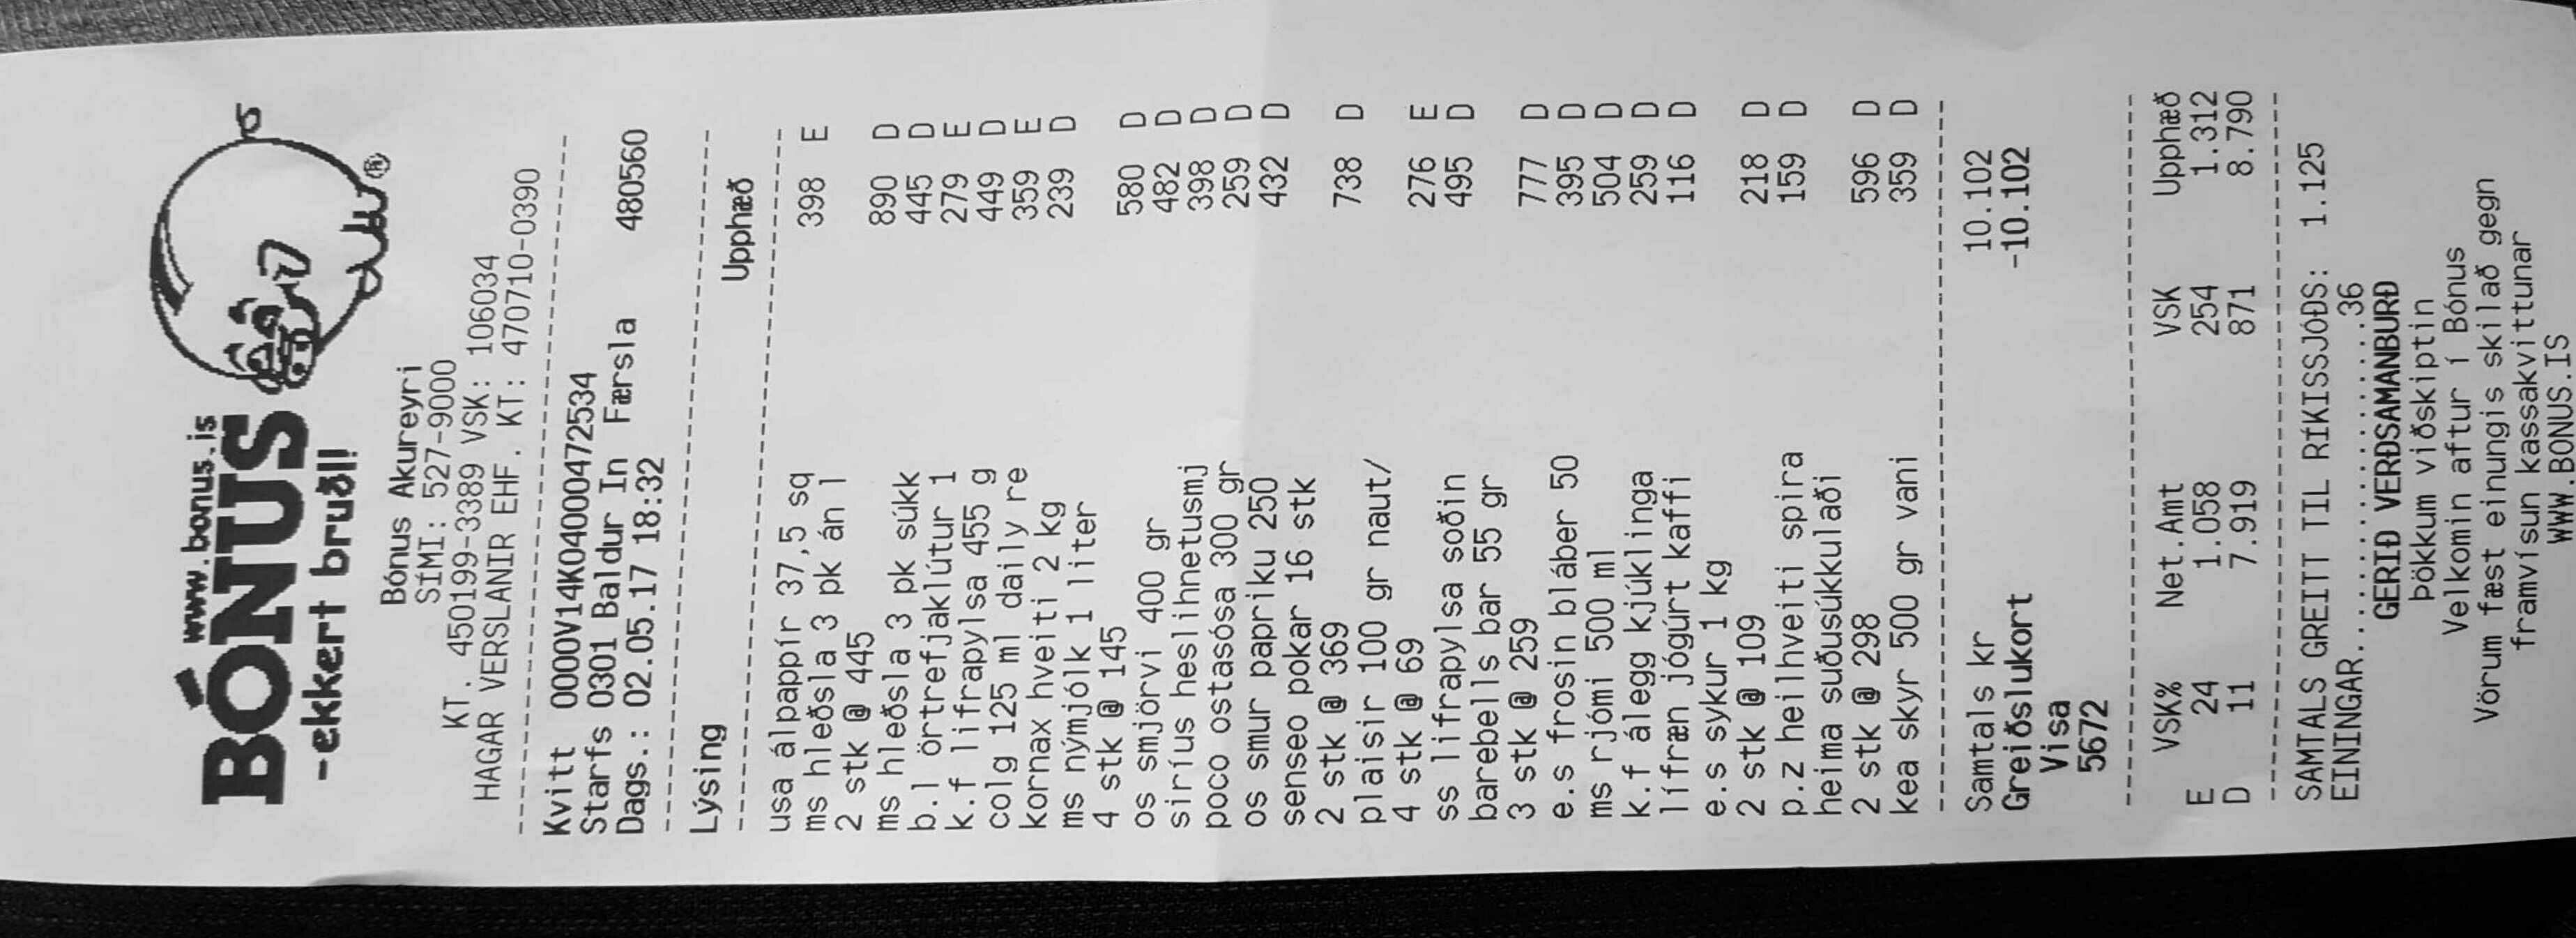 www.bonus.is
BÓNUS
-ekkert bruðl!
®
Bónus Akureyri
SÍMI: 527-9000
KT. 450199-3389 VSK: 106034
HAGAR VERSLANIR EHF. KT: 470710-0390
Kvitt 0000V14K0400047253​4
Starfs 0301 Baldur In Færsla 480560
Dags.: 02.05.17 18:32
Lýsing
Upphæð
usa álpappír 37,5 sq 398 E
ms hleðsla 3 pk án l
2 stk @ 445 890 D
ms hleðsla 3 pk súkk 445 D
b.l örtrefjaklútur 1 279 E
k.f lifrapylsa 455 g 449 D
colg 125 ml daily re 359 E
kornax hveiti 2 kg 239 D
ms nýmjólk 1 liter
4 stk @ 145 580 D
os smjörvi 400 gr 482 D
síríus heslihnetusmj 398 D
poco ostasósa 300 gr 259 D
os smur papriku 250 432 D
senseo pokar 16 stk
2 stk @ 369 738 D
plaisir 100 gr naut/
4 stk @ 69 276 E
ss lifrapylsa soðin 495 D
barebells bar 55 gr
3 stk @ 259 777 D
e.s frosin bláber 50 395 D
ms rjómi 500 ml 504 D
k.f álegg kjúklinga 259 D
lífræn jógúrt kaffi 116 D
e.s sykur 1 kg
2 stk @ 109 218 D
p.z heilhveiti spira 159 D
heima suðusúkkulaði
2 stk @ 298 596 D
kea skyr 500 gr vani 359 D
Samtals kr 10.102
Greiðslukort -10.102
Visa
5672
VSK% Net.Amt VSK Upphæð
E 24 1.058 254 1.312
D 11 7.919 871 8.790
SAMTALS GREITT TIL RÍKISSJÓÐS: 1.125
EININGAR........................36
GERIÐ VERÐSAMANBURÐ
Þökkum viðskiptin
Velkomin aftur í Bónus
Vörum fæst einungis skilað gegn
framvísun kassakvittunar
WWW.BONUS.IS